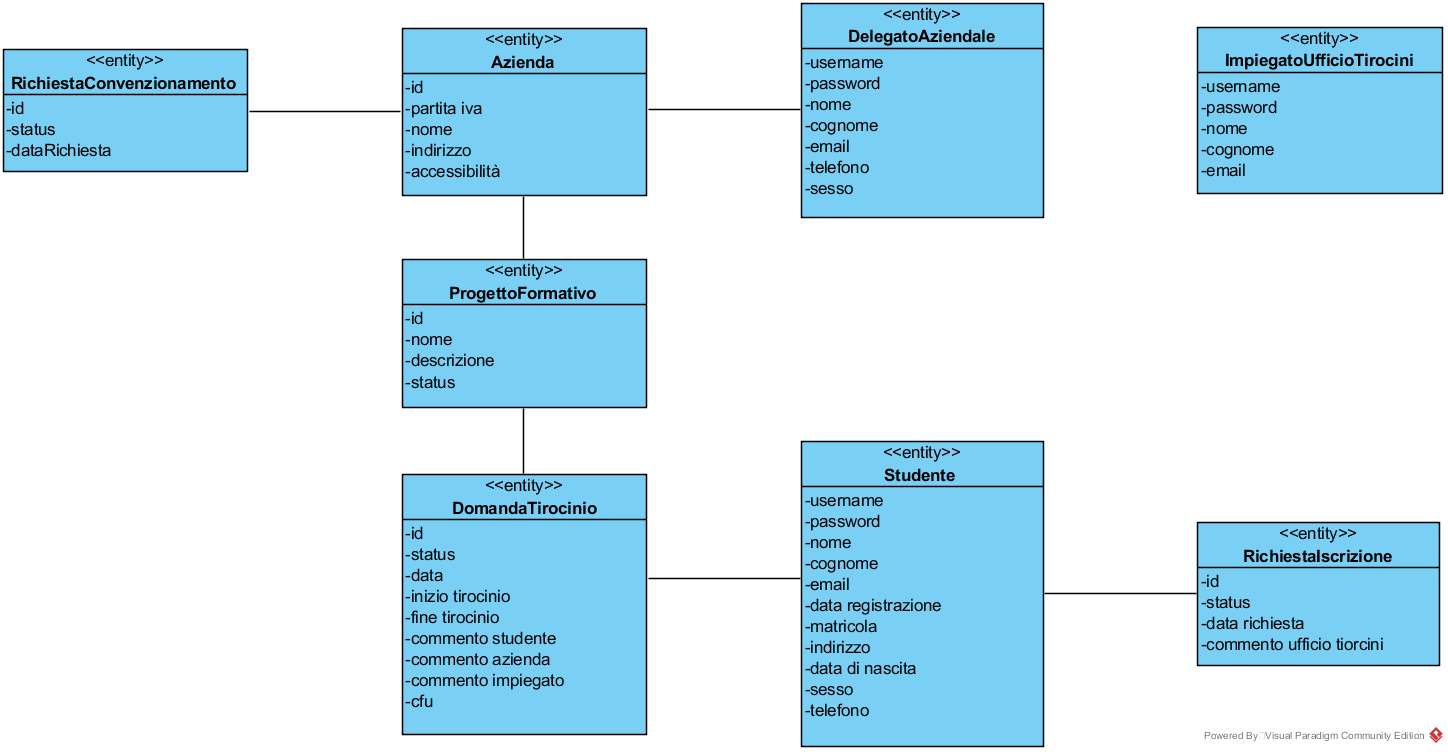 <<entity>>
RichiestaConvenzionamento
-id
-status
-dataRichiesta
<<entity>>
Azienda
-id
-partita iva
-nome
-indirizzo
-accessibilità
<<entity>>
DelegatoAziendale
-username
-password
-nome
-cognome
-email
-telefono
-sesso
<<entity>>
ImpiegatoUfficioTirocini
-username
-password
-nome
-cognome
-email
<<entity>>
ProgettoFormativo
-id
-nome
-descrizione
-status
<<entity>>
DomandaTirocinio
-id
-status
-data
-inizio tirocinio
-fine tirocinio
-commento studente
-commento azienda
-commento impiegato
-cfu
<<entity>>
Studente
-username
-password
-nome
-cognome
-email
-data registrazione
-matricola
-indirizzo
-data di nascita
-sesso
-telefono
<<entity>>
RichiestaIscrizione
-id
-status
-data richiesta
-commento ufficio tiorcini
Powered By Visual Paradigm Community Edition